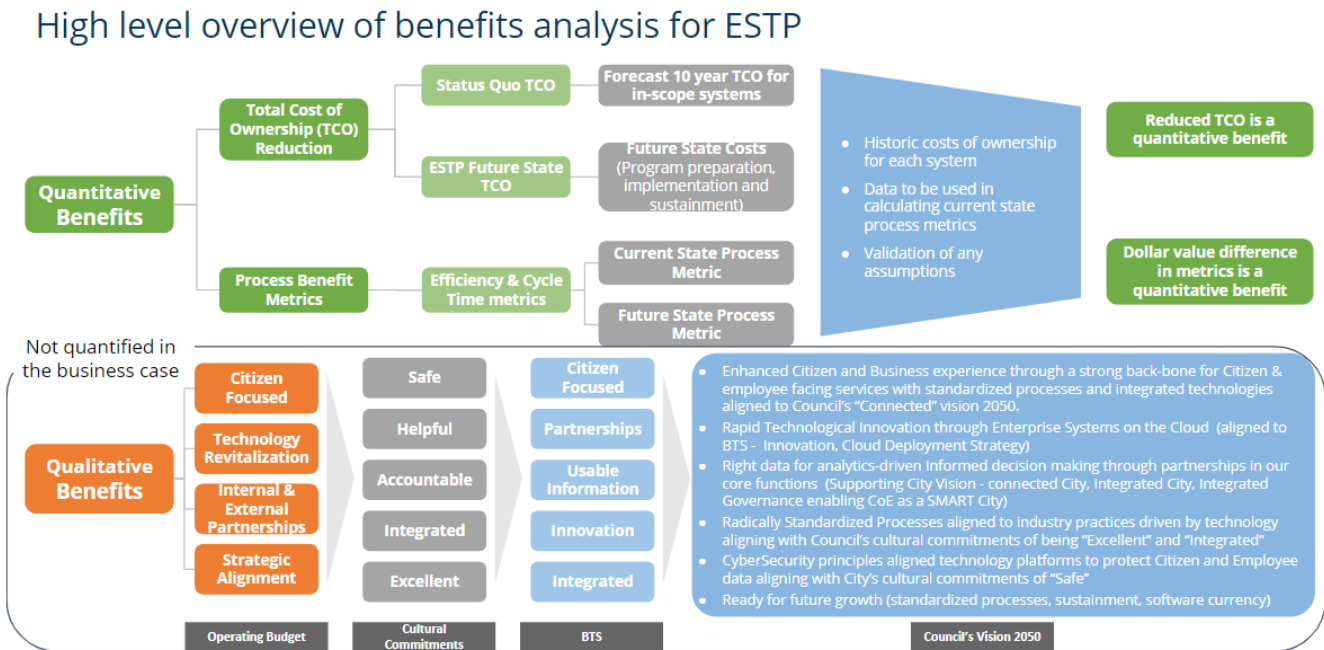 High level overview of benefits analysis for ESTP
Quantitative
Benefits
Total Cost of
Ownership (TCO)
Reduction
Status Quo TCO
Forecast 10 year TCO for
in-scope systems
ESTP Future State
TCO
Future State Costs
(Program preparation,
implementation and
sustainment)
Process Benefit
Metrics
Efficiency & Cycle
Time metrics
Current State Process
Metric
Future State Process
Metric
● Historic costs of ownership
for each system
● Data to be used in
calculating current state
process metrics
● Validation of any
assumptions
Reduced TCO is a
quantitative benefit
Dollar value difference
in metrics is a
quantitative benefit
Not quantified in
the business case
Qualitative
Benefits
Citizen
Focused
Technology
Revitalization
Internal &
External
Partnerships
Strategic
Alignment
Operating Budget
Safe
Helpful
Accountable
Integrated
Excellent
Cultural
Commitments
Citizen
Focused
Partnerships
Usable
Information
Innovation
Integrated
BTS
● Enhanced Citizen and Business experience through a strong back-bone for Citizen &
employee facing services with standardized processes and integrated technologies
aligned to Council's "Connected" vision 2050.
● Rapid Technological Innovation through Enterprise Systems on the Cloud (aligned to
BTS - Innovation, Cloud Deployment Strategy)
● Right data for analytics-driven Informed decision making through partnerships in our
core functions (Supporting City Vision - connected City, Integrated City, Integrated
Governance enabling CoE as a SMART City)
● Radically Standardized Processes aligned to industry practices driven by technology
aligning with Council's cultural commitments of being "Excellent" and "Integrated"
● CyberSecurity principles aligned technology platforms to protect Citizen and Employee
data aligning with City's cultural commitments of "Safe"
● Ready for future growth (standardized processes, sustainment, software currency)
Council's Vision 2050